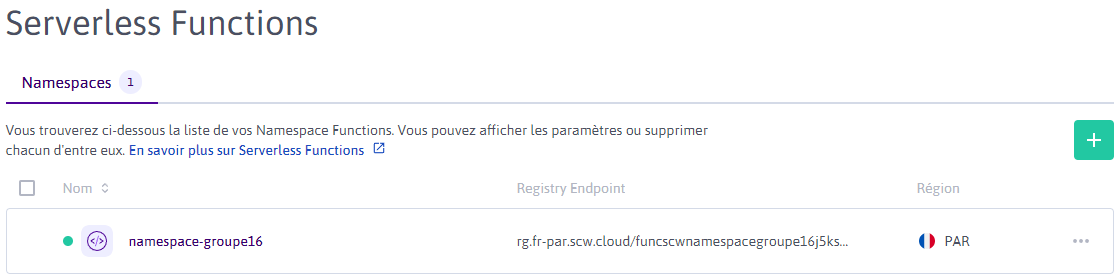 Serverless Functions
Namespaces 1
Vous trouverez ci-dessous la liste de vos Namespace Functions. Vous pouvez afficher les paramètres ou supprimer
chacun d'entre eux. En savoir plus sur Serverless Functions
Nom Registry Endpoint Région
namespace-groupe16 rg.fr-par.scw.cloud/funcscwnamespacegroupe16j5ks... PAR